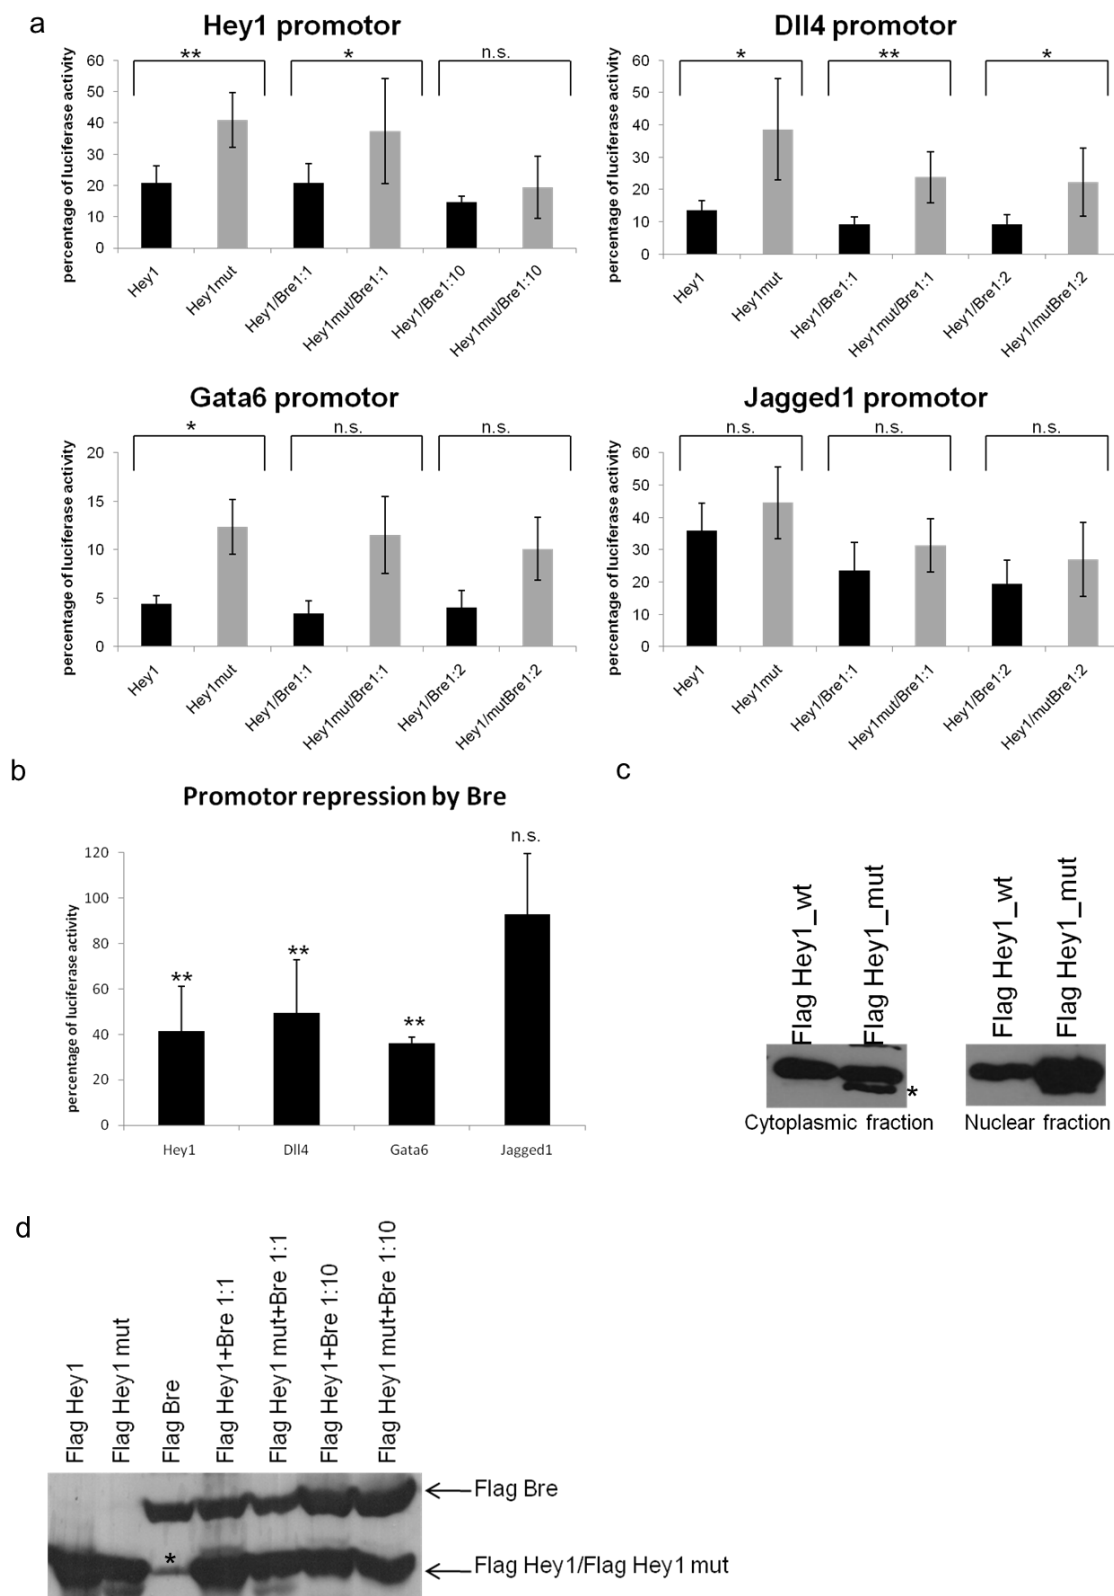 a
Hey1 promotor
percentage of luciferase activity
60
50
40
30
20
10
0
**
*
n.s.
Hey1
Hey1mut
Hey1/Bre1:1
Hey1mut/Bre1:1
Hey1/Bre1:10
Hey1mut/Bre1:10
Dll4 promotor
percentage of luciferase activity
60
50
40
30
20
10
0
*
**
*
Hey1
Hey1mut
Hey1/Bre1:1
Hey1mut/Bre1:1
Hey1/Bre1:2
Hey1/mutBre1:2
Gata6 promotor
percentage of luciferase activity
20
15
10
5
0
*
n.s.
n.s.
Hey1
Hey1mut
Hey1/Bre1:1
Hey1mut/Bre1:1
Hey1/Bre1:2
Hey1/mutBre1:2
Jagged1 promotor
percentage of luciferase activity
60
50
40
30
20
10
0
n.s.
n.s.
n.s.
Hey1
Hey1mut
Hey1/Bre1:1
Hey1mut/Bre1:1
Hey1/Bre1:2
Hey1/mutBre1:2
b
Promotor repression by Bre
percentage of luciferase activity
120
100
80
60
40
20
0
**
**
**
n.s.
Hey1
Dll4
Gata6
Jagged1
c
Flag Hey1_wt
Flag Hey1_mut
*
Cytoplasmic fraction
Flag Hey1_wt
Flag Hey1_mut
Nuclear fraction
d
Flag Hey1
Flag Hey1 mut
Flag Bre
Flag Hey1+Bre 1:1
Flag Hey1 mut+Bre 1:1
Flag Hey1+Bre 1:10
Flag Hey1 mut+Bre 1:10
Flag Bre
*
Flag Hey1/Flag Hey1 mut